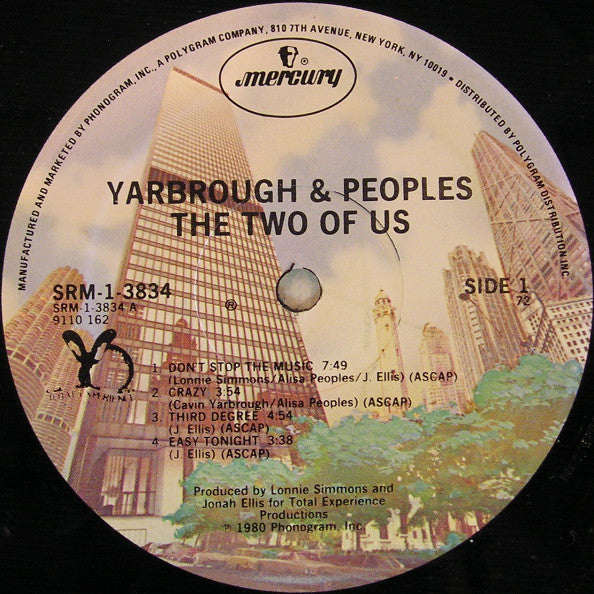 MANUFACTURED AND MARKETED BY PHONOGRAM, INC., A POLYGRAM COMPANY, 810 7TH AVENUE, NEW YORK, NY 10019 • DISTRIBUTED BY POLYGRAM DISTRIBUTION, INC.
®
mercury
YARBROUGH & PEOPLES
THE TWO OF US
SRM-1-3834
SRM-1-3834 A
9110 162
®
SIDE 1
72
TOTAL EXPERIENCE
1. DON'T STOP THE MUSIC 7:49
(Lonnie Simmons/Alisa Peoples/J. Ellis) (ASCAP)
2. CRAZY 3:54
(Cavin Yarbrough/Alisa Peoples) (ASCAP)
3. THIRD DEGREE 4:54
(J. Ellis) (ASCAP)
4. EASY TONIGHT 3:38
(J. Ellis) (ASCAP)
Produced by Lonnie Simmons and
Jonah Ellis for Total Experience
Productions
℗ 1980 Phonogram, Inc.